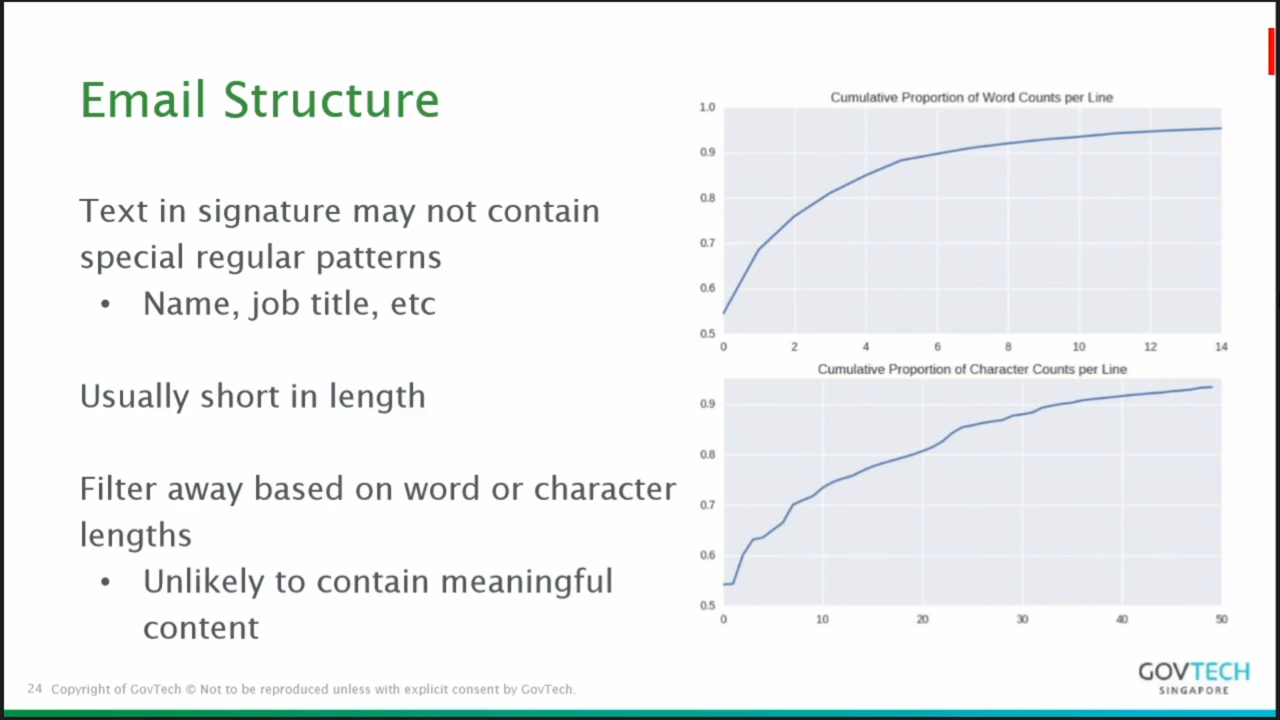 Email Structure
Text in signature may not contain
special regular patterns
• Name, job title, etc
Usually short in length
Filter away based on word or character
lengths
• Unlikely to contain meaningful
content
Cumulative Proportion of Word Counts per Line
1.0
0.9
0.8
0.7
0.6
0.5
0 2 4 6 8 10 12 14
Cumulative Proportion of Character Counts per Line
0.9
0.8
0.7
0.6
0.5
0 10 20 30 40 50
24 Copyright of GovTech © Not to be reproduced unless with explicit consent by GovTech.
GOVTECH
SINGAPORE